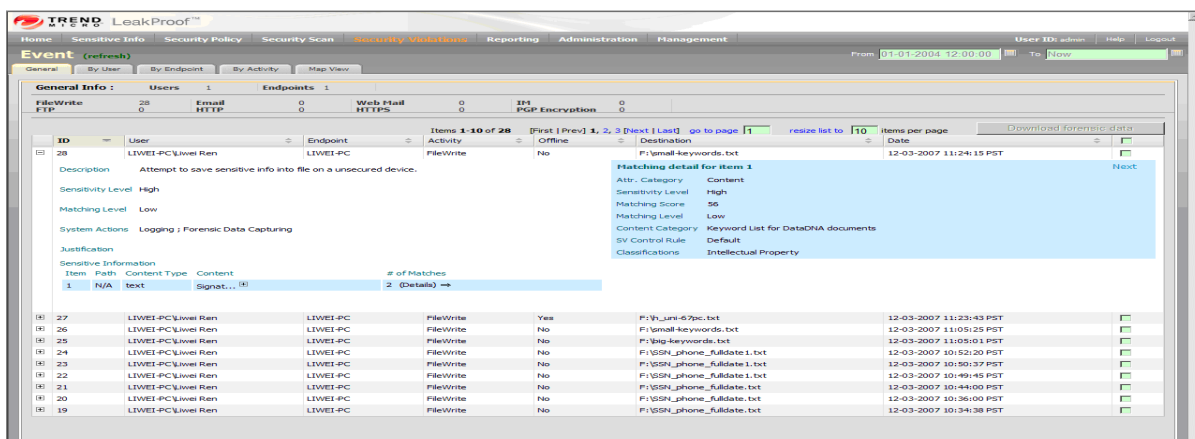 TREND MICRO LeakProof™
Home Sensitive Info Security Policy Security Scan Security Violations Reporting Administration Management User ID: admin | Help | Logout
Event (refresh) From 01-01-2004 12:00:00 To Now
General By User By Endpoint By Activity Map View
General Info : Users 1 Endpoints 1
FileWrite 28 Email 0 Web Mail 0 IM 0
FTP 0 HTTP 0 HTTPS 0 PGP Encryption 0
Items 1-10 of 28 [First | Prev] 1, 2, 3 [Next | Last] go to page 1 resize list to 10 items per page Download forensic data
ID User Endpoint Activity Offline Destination Date
28 LIWEI-PC\Liwei Ren LIWEI-PC FileWrite No F:\small-keywords.txt 12-03-2007 11:24:15 PST
Description Attempt to save sensitive info into file on a unsecured device.
Sensitivity Level High
Matching Level Low
System Actions Logging ; Forensic Data Capturing
Justification
Sensitive Information
Item Path Content Type Content # of Matches
1 N/A text Signat... 2 (Details) ⇒
Matching detail for item 1 Next
Attr. Category Content
Sensitivity Level High
Matching Score 56
Matching Level Low
Content Category Keyword List for DataDNA documents
SV Control Rule Default
Classifications Intellectual Property
27 LIWEI-PC\Liwei Ren LIWEI-PC FileWrite Yes F:\h_uni-67pc.txt 12-03-2007 11:23:43 PST
26 LIWEI-PC\Liwei Ren LIWEI-PC FileWrite No F:\small-keywords.txt 12-03-2007 11:05:25 PST
25 LIWEI-PC\Liwei Ren LIWEI-PC FileWrite No F:\big-keywords.txt 12-03-2007 11:05:01 PST
24 LIWEI-PC\Liwei Ren LIWEI-PC FileWrite No F:\SSN_phone_fulldate1.txt 12-03-2007 10:52:20 PST
23 LIWEI-PC\Liwei Ren LIWEI-PC FileWrite No F:\SSN_phone_fulldate1.txt 12-03-2007 10:50:37 PST
22 LIWEI-PC\Liwei Ren LIWEI-PC FileWrite No F:\SSN_phone_fulldate1.txt 12-03-2007 10:49:45 PST
21 LIWEI-PC\Liwei Ren LIWEI-PC FileWrite No F:\SSN_phone_fulldate.txt 12-03-2007 10:44:00 PST
20 LIWEI-PC\Liwei Ren LIWEI-PC FileWrite No F:\SSN_phone_fulldate.txt 12-03-2007 10:36:00 PST
19 LIWEI-PC\Liwei Ren LIWEI-PC FileWrite No F:\SSN_phone_fulldate.txt 12-03-2007 10:34:38 PST